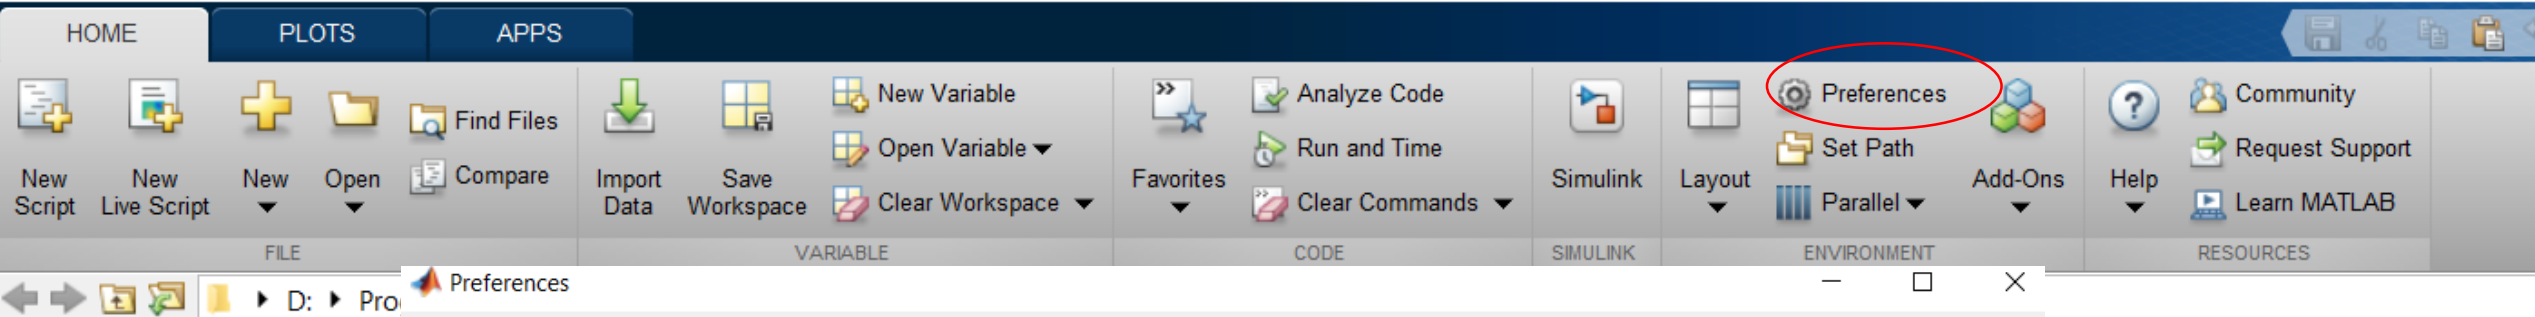 HOME PLOTS APPS
New Script
New Live Script
New
Open
Find Files
Compare
FILE
Import Data
Save Workspace
New Variable
Open Variable
Clear Workspace
VARIABLE
Favorites
Analyze Code
Run and Time
Clear Commands
CODE
Simulink
SIMULINK
Layout
Preferences
Set Path
Parallel
Add-Ons
ENVIRONMENT
Help
Community
Request Support
Learn MATLAB
RESOURCES
D: Pro
Preferences